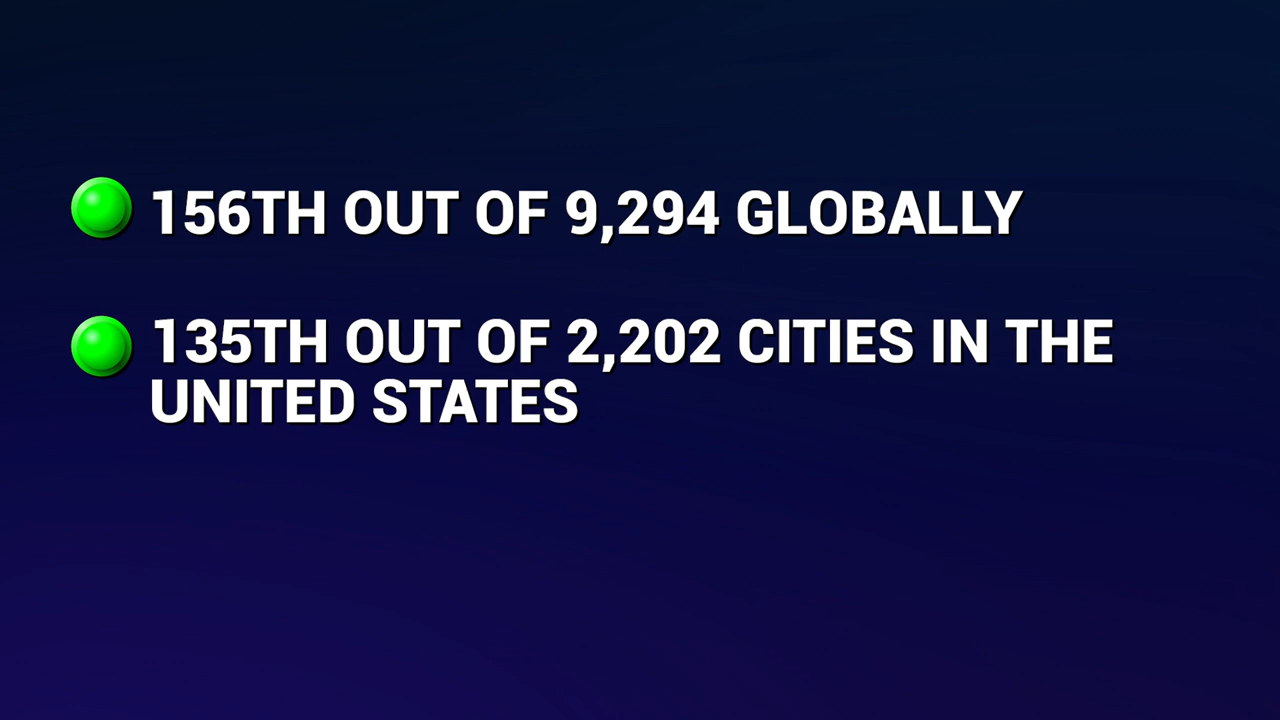 156TH OUT OF 9,294 GLOBALLY
135TH OUT OF 2,202 CITIES IN THE
UNITED STATES